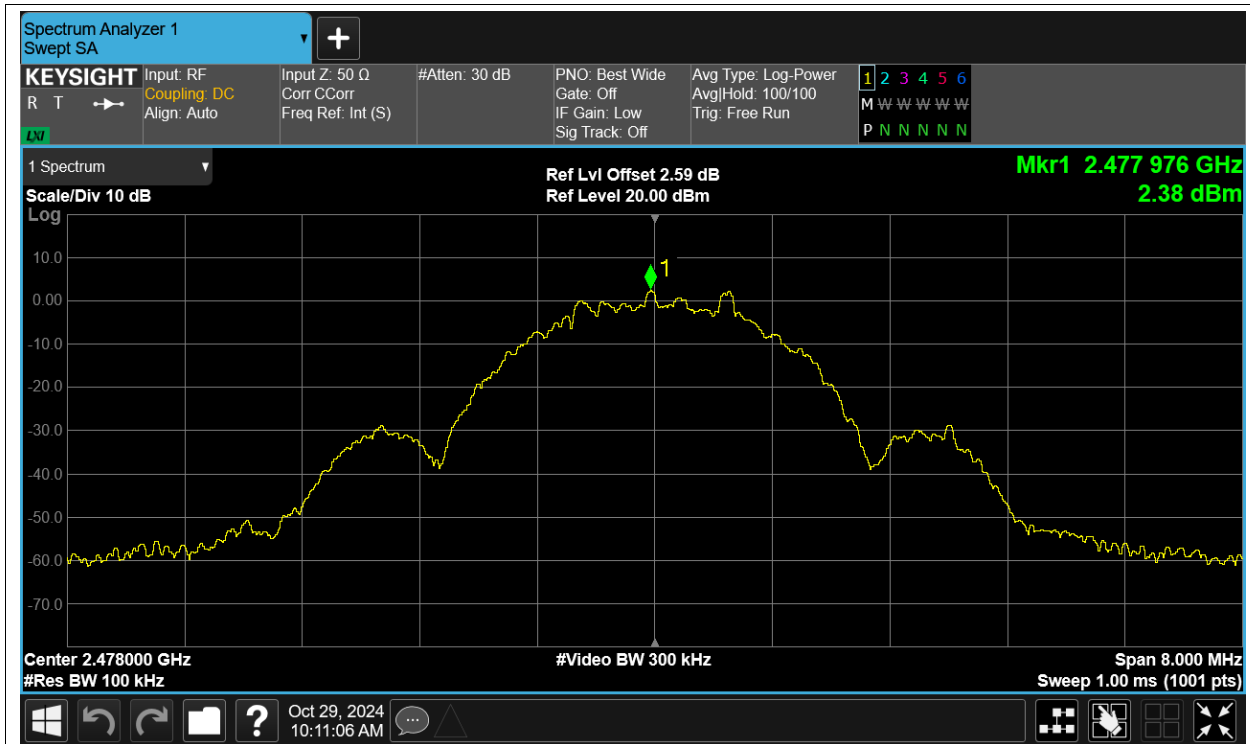 Spectrum Analyzer 1
Swept SA
+
KEYSIGHT
R T
LXI
Input: RF
Coupling: DC
Align: Auto
Input Z: 50 Ω
Corr CCorr
Freq Ref: Int (S)
#Atten: 30 dB
PNO: Best Wide
Gate: Off
IF Gain: Low
Sig Track: Off
Avg Type: Log-Power
Avg|Hold: 100/100
Trig: Free Run
1 2 3 4 5 6
M W W W W W
P N N N N N
1 Spectrum
Scale/Div 10 dB
Ref Lvl Offset 2.59 dB
Ref Level 20.00 dBm
Mkr1 2.477 976 GHz
2.38 dBm
Log
10.0
0.00
-10.0
-20.0
-30.0
-40.0
-50.0
-60.0
-70.0
1
Center 2.478000 GHz
#Res BW 100 kHz
#Video BW 300 kHz
Span 8.000 MHz
Sweep 1.00 ms (1001 pts)
?
Oct 29, 2024
10:11:06 AM